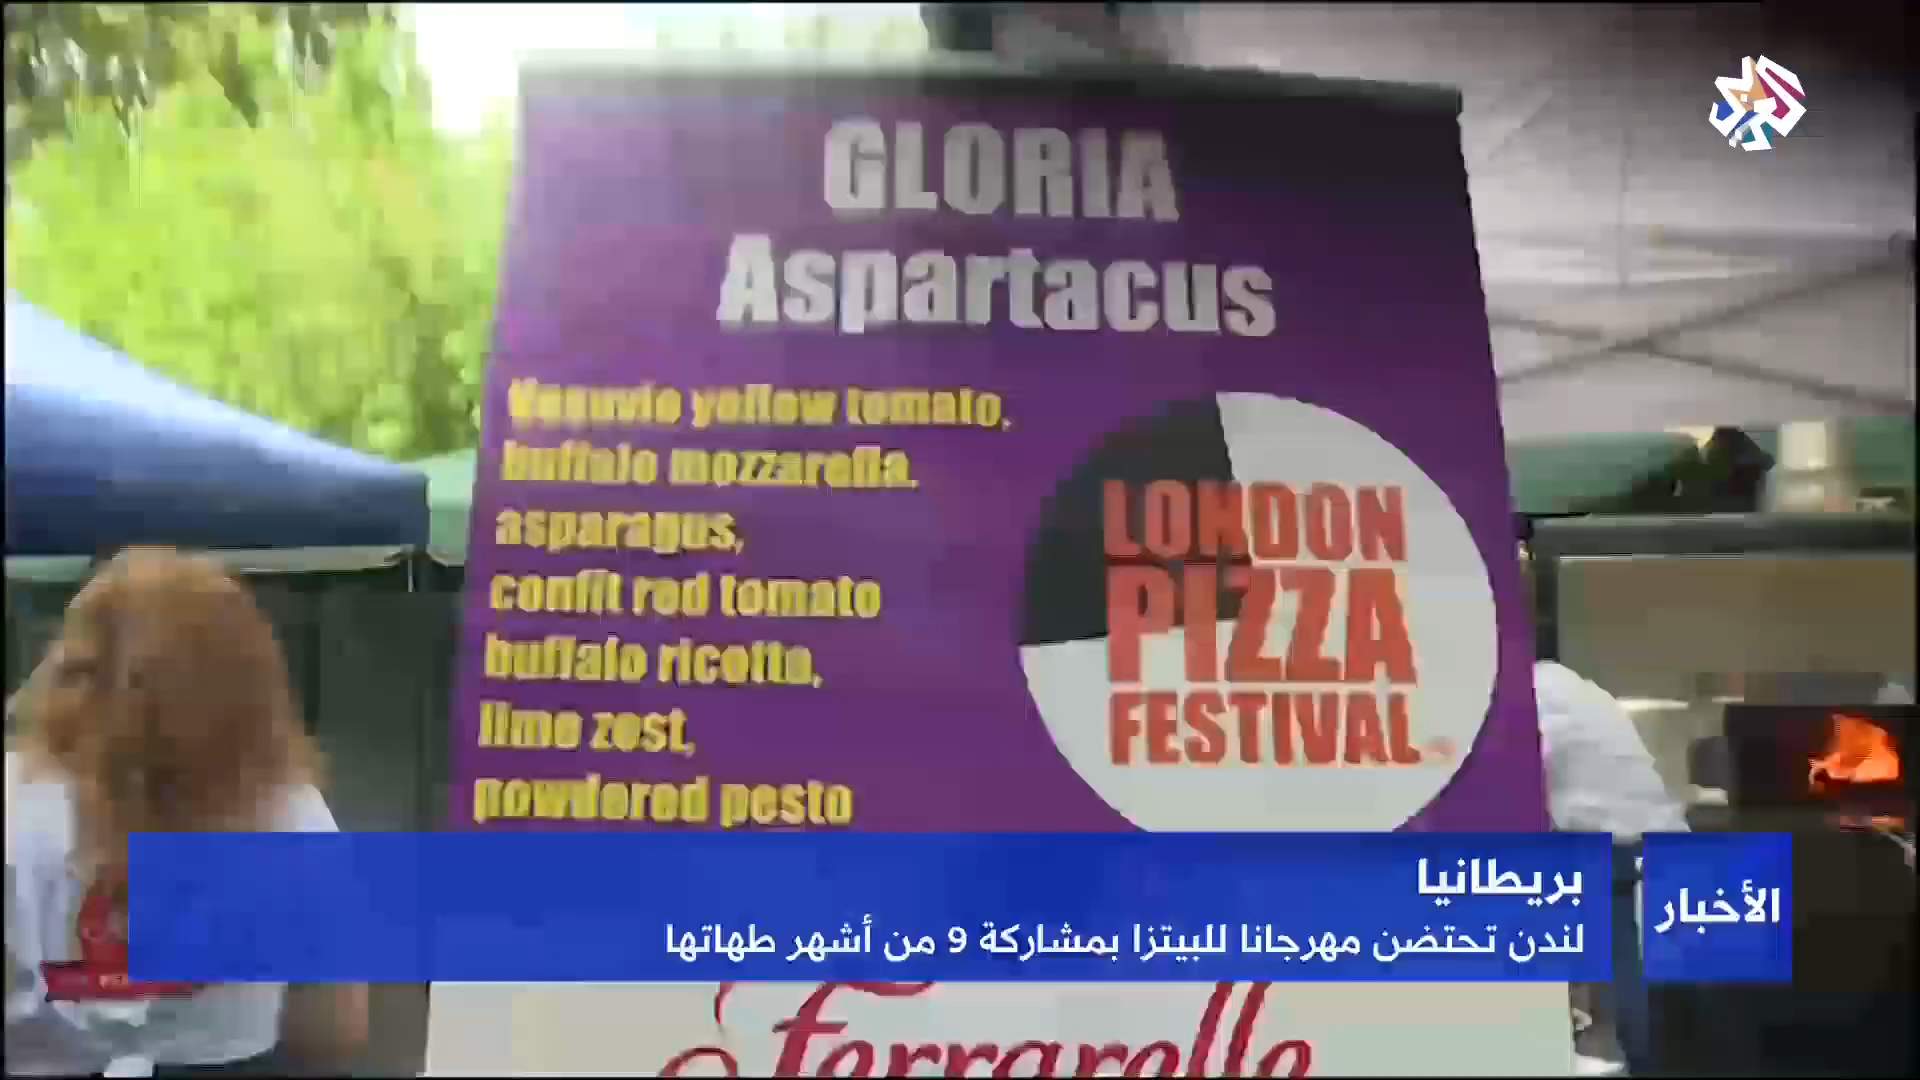 GLORIA
Aspartacus
Vesuvio yellow tomato,
buffalo mozzarella,
asparagus,
confit red tomato
buffalo ricotta,
lime zest,
powdered pesto
LONDON
PIZZA
FESTIVAL
الأخبار
بريطانيا
لندن تحتضن مهرجانا للبيتزا بمشاركة 9 من أشهر طهاتها
Ferrarelle